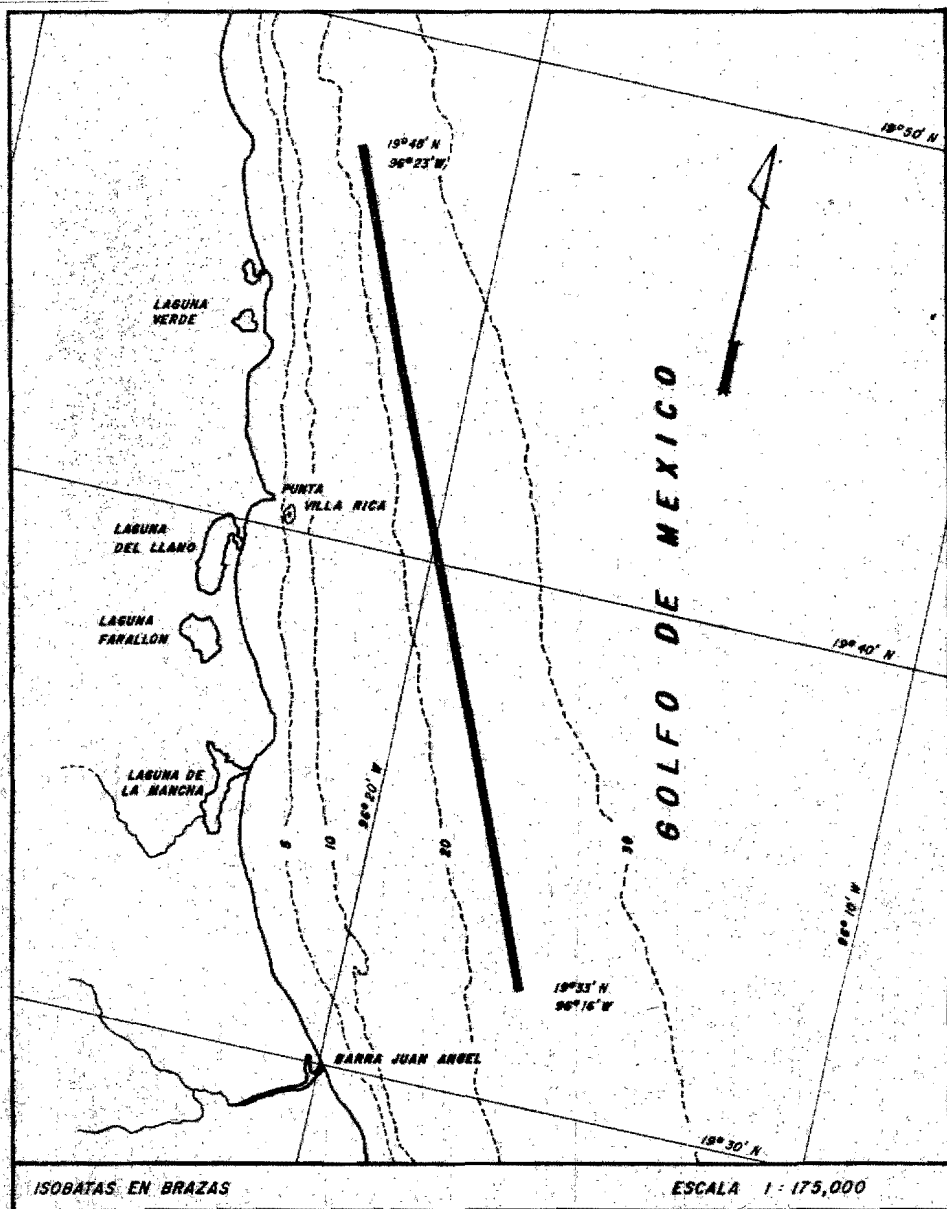 19°50' N
19°48' N
96°23' W
LAGUNA
VERDE
PUNTA
VILLA RICA
LAGUNA
DEL LLANO
LAGUNA
FARALLON
19°40' N
GOLFO DE MEXICO
LAGUNA DE
LA MANCHA
96° 20' W
5
10
20
30
96° 10' W
19°33' N
96°16' W
BARRA JUAN ANGEL
19° 30' N
ISOBATAS EN BRAZAS
ESCALA 1 : 175,000